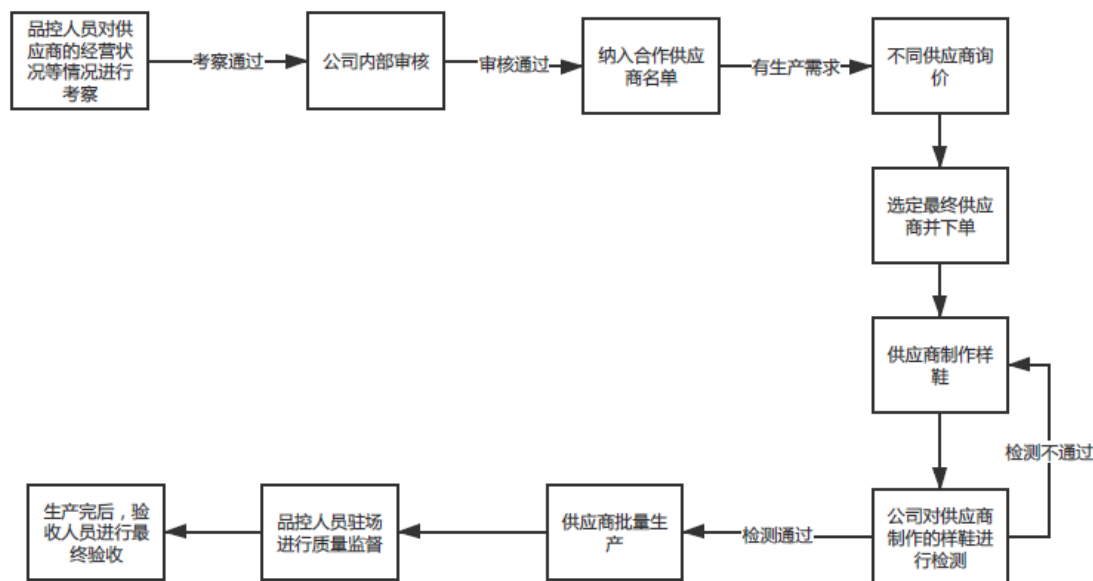 品控人员对供
应商的经营状
况等情况进行
考察
考察通过
公司内部审核
审核通过
纳入合作供应
商名单
有生产需求
不同供应商询
价
选定最终供应
商并下单
供应商制作样
鞋
检测不通过
公司对供应商
制作的样鞋进
行检测
检测通过
供应商批量生
产
品控人员驻场
进行质量监督
生产完后，验
收人员进行最
终验收